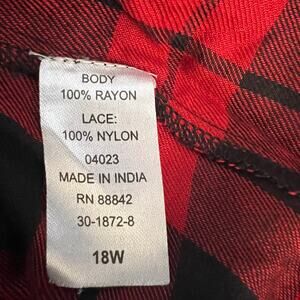 BODY
100% RAYON
LACE:
100% NYLON
04023
MADE IN INDIA
RN 88842
30-1872-8
18W